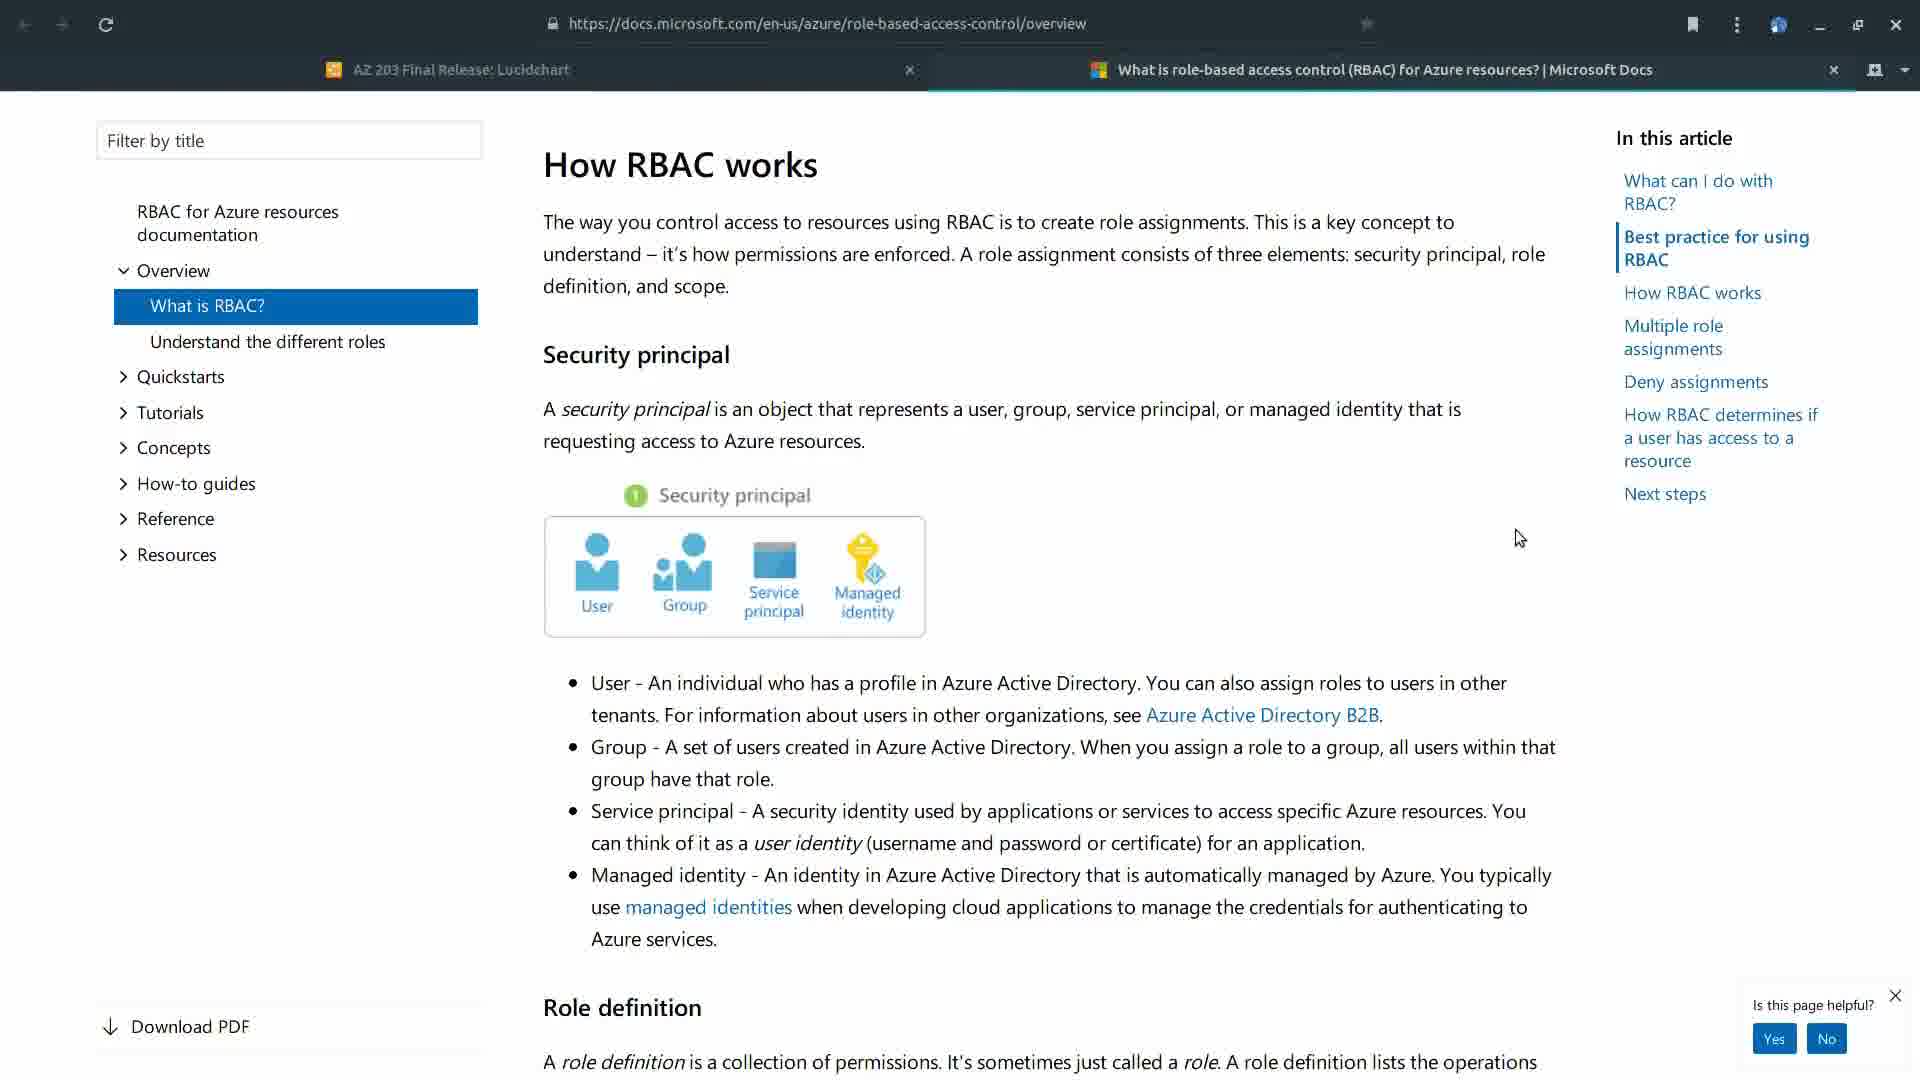 https://docs.microsoft.com/en-us/azure/role-based-access-control/overview
AZ 203 Final Release: Lucidchart
What is role-based access control (RBAC) for Azure resources? | Microsoft Docs
Filter by title
RBAC for Azure resources
documentation
Overview
What is RBAC?
Understand the different roles
Quickstarts
Tutorials
Concepts
How-to guides
Reference
Resources
Download PDF
How RBAC works
The way you control access to resources using RBAC is to create role assignments. This is a key concept to
understand – it's how permissions are enforced. A role assignment consists of three elements: security principal, role
definition, and scope.
Security principal
A security principal is an object that represents a user, group, service principal, or managed identity that is
requesting access to Azure resources.
1 Security principal
User
Group
Service
principal
Managed
identity
• User - An individual who has a profile in Azure Active Directory. You can also assign roles to users in other
tenants. For information about users in other organizations, see Azure Active Directory B2B.
• Group - A set of users created in Azure Active Directory. When you assign a role to a group, all users within that
group have that role.
• Service principal - A security identity used by applications or services to access specific Azure resources. You
can think of it as a user identity (username and password or certificate) for an application.
• Managed identity - An identity in Azure Active Directory that is automatically managed by Azure. You typically
use managed identities when developing cloud applications to manage the credentials for authenticating to
Azure services.
Role definition
A role definition is a collection of permissions. It's sometimes just called a role. A role definition lists the operations
In this article
What can I do with
RBAC?
Best practice for using
RBAC
How RBAC works
Multiple role
assignments
Deny assignments
How RBAC determines if
a user has access to a
resource
Next steps
Is this page helpful?
Yes
No